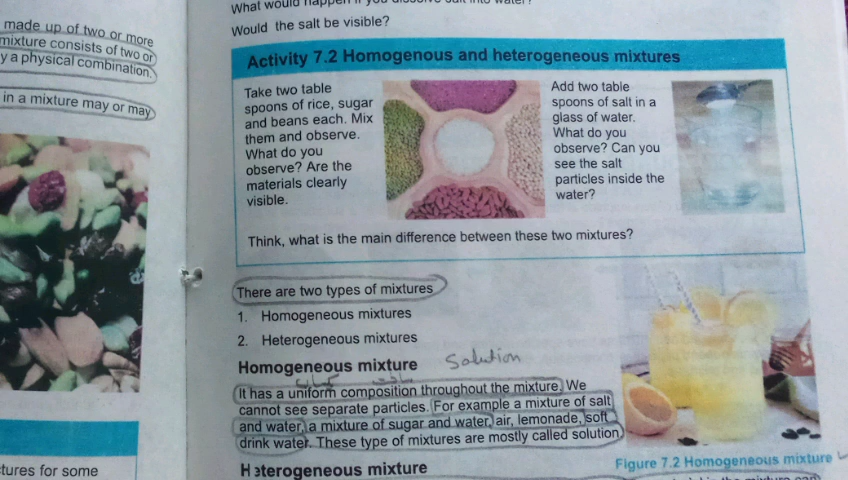 made up of two or more
mixture consists of two or
y a physical combination.
in a mixture may or may
tures for some
What would happen if you dissolve salt into water?
Would the salt be visible?
Activity 7.2 Homogenous and heterogeneous mixtures
Take two table
spoons of rice, sugar
and beans each. Mix
them and observe.
What do you
observe? Are the
materials clearly
visible.
Add two table
spoons of salt in a
glass of water.
What do you
observe? Can you
see the salt
particles inside the
water?
Think, what is the main difference between these two mixtures?
There are two types of mixtures
1. Homogeneous mixtures
2. Heterogeneous mixtures
Homogeneous mixture Solution
It has a uniform composition throughout the mixture. We
cannot see separate particles. For example a mixture of salt
and water, a mixture of sugar and water, air, lemonade, soft
drink water. These type of mixtures are mostly called solution
Heterogeneous mixture
Figure 7.2 Homogeneous mixture